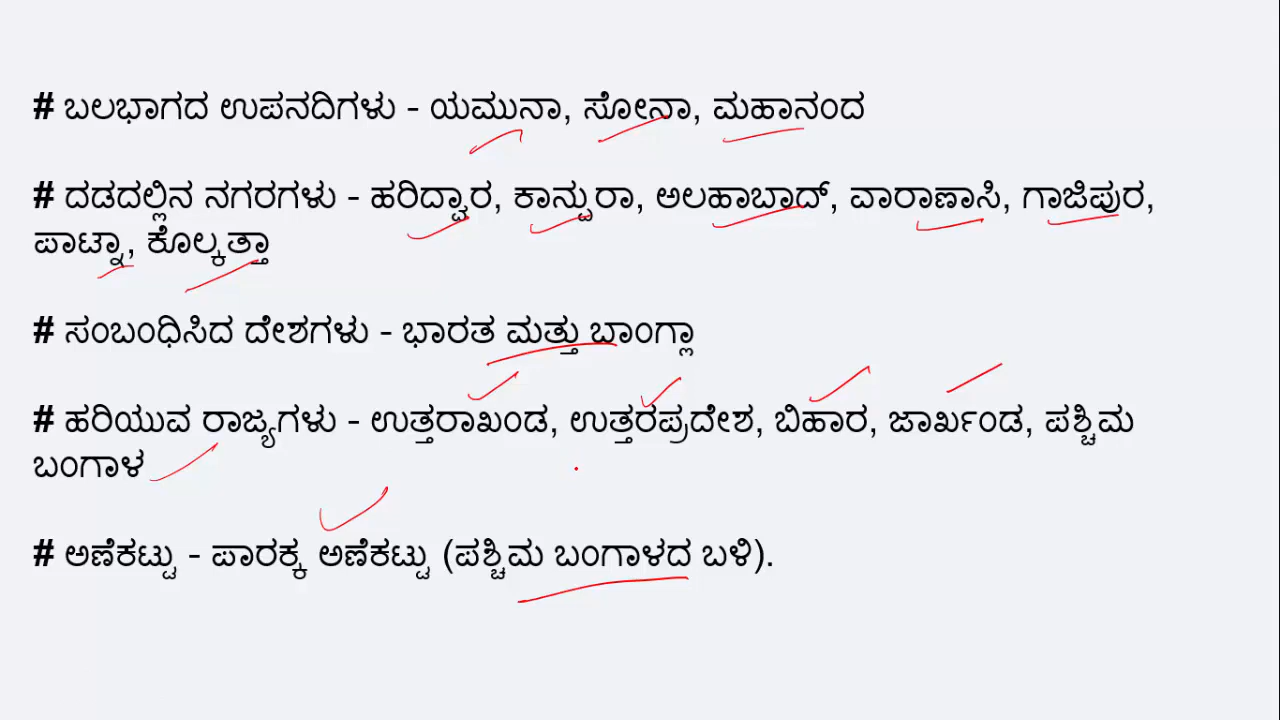 # ಬಲಭಾಗದ ಉಪನದಿಗಳು - ಯಮುನಾ, ಸೋನಾ, ಮಹಾನಂದ
# ದಡದಲ್ಲಿನ ನಗರಗಳು - ಹರಿದ್ವಾರ, ಕಾನ್ಪುರಾ, ಅಲಹಾಬಾದ್, ವಾರಾಣಾಸಿ, ಗಾಜಿಪುರ,
ಪಾಟ್ನಾ, ಕೊಲ್ಕತ್ತಾ
# ಸಂಬಂಧಿಸಿದ ದೇಶಗಳು - ಭಾರತ ಮತ್ತು ಬಾಂಗ್ಲಾ
# ಹರಿಯುವ ರಾಜ್ಯಗಳು - ಉತ್ತರಾಖಂಡ, ಉತ್ತರಪ್ರದೇಶ, ಬಿಹಾರ, ಜಾರ್ಖಂಡ, ಪಶ್ಚಿಮ
ಬಂಗಾಳ
# ಅಣೆಕಟ್ಟು - ಪಾರಕ್ಕ ಅಣೆಕಟ್ಟು (ಪಶ್ಚಿಮ ಬಂಗಾಳದ ಬಳಿ).